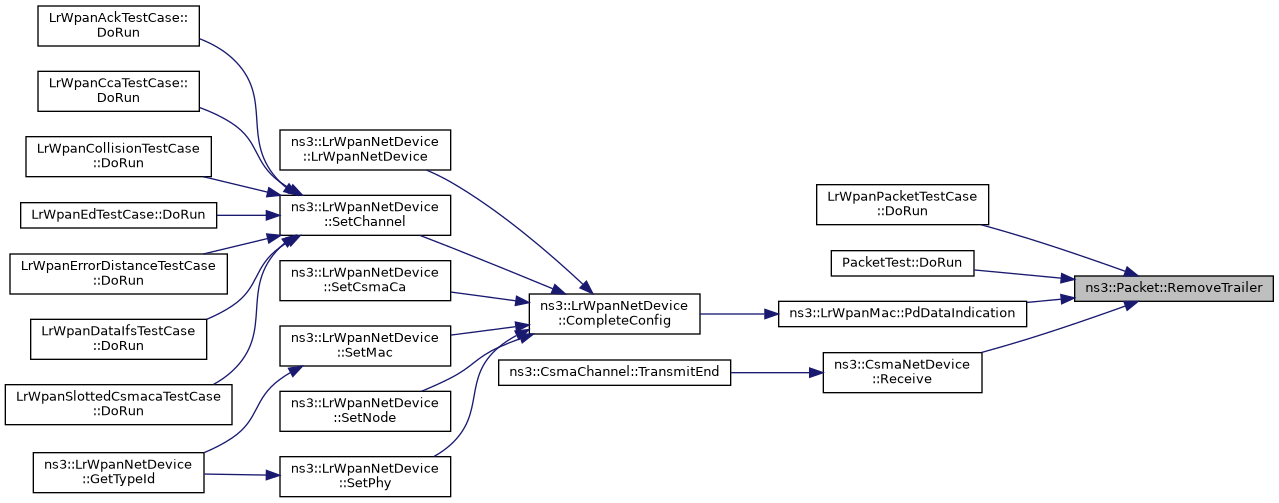 LrWpanAckTestCase::
DoRun
LrWpanCcaTestCase::
DoRun
LrWpanCollisionTestCase
::DoRun
LrWpanEdTestCase::DoRun
LrWpanErrorDistanceTestCase
::DoRun
LrWpanDataIfsTestCase
::DoRun
LrWpanSlottedCsmacaTestCase
::DoRun
ns3::LrWpanNetDevice
::GetTypeId
ns3::LrWpanNetDevice
::LrWpanNetDevice
ns3::LrWpanNetDevice
::SetChannel
ns3::LrWpanNetDevice
::SetCsmaCa
ns3::LrWpanNetDevice
::SetMac
ns3::LrWpanNetDevice
::SetNode
ns3::LrWpanNetDevice
::SetPhy
ns3::LrWpanNetDevice
::CompleteConfig
ns3::CsmaChannel::TransmitEnd
LrWpanPacketTestCase
::DoRun
PacketTest::DoRun
ns3::LrWpanMac::PdDataIndication
ns3::CsmaNetDevice
::Receive
ns3::Packet::RemoveTrailer